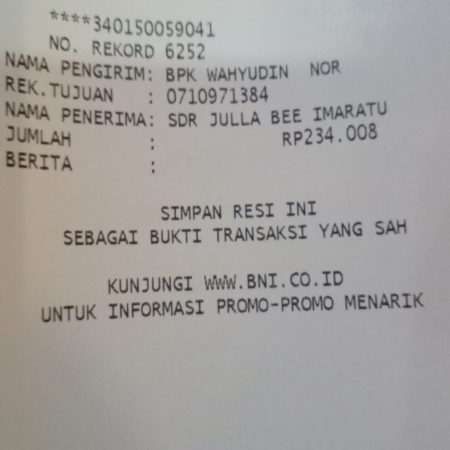 ****340150059041
NO. REKORD 6252
NAMA PENGIRIM: BPK WAHYUDIN NOR
REK.TUJUAN : 0710971384
NAMA PENERIMA: SDR JULLA BEE IMARATU
JUMLAH : RP234.008
BERITA :
SIMPAN RESI INI
SEBAGAI BUKTI TRANSAKSI YANG SAH
KUNJUNGI WWW.BNI.CO.ID
UNTUK INFORMASI PROMO-PROMO MENARIK